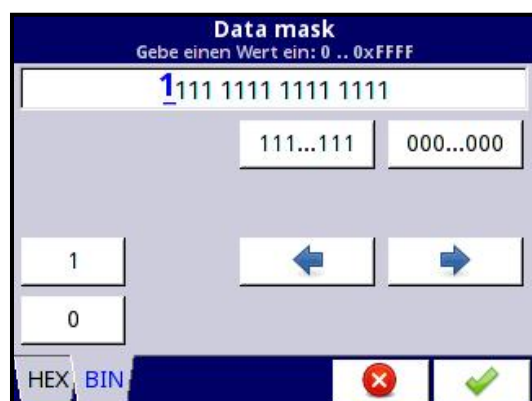 Data mask
Gebe einen Wert ein: 0 .. 0xFFFF
1111 1111 1111 1111
111...111 000...000
1
0
HEX BIN